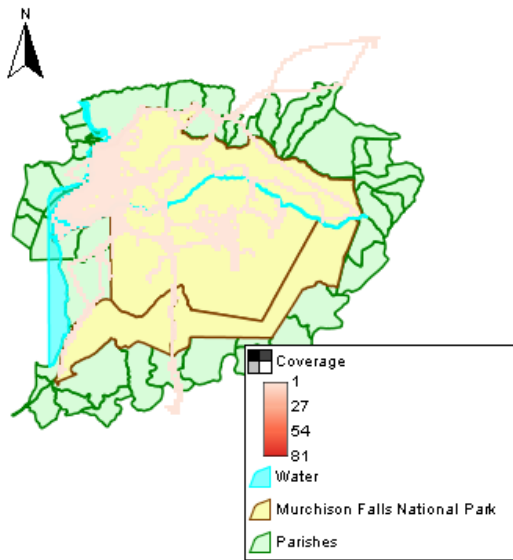 N
Coverage
1
27
54
81
Water
Murchison Falls National Park
Parishes